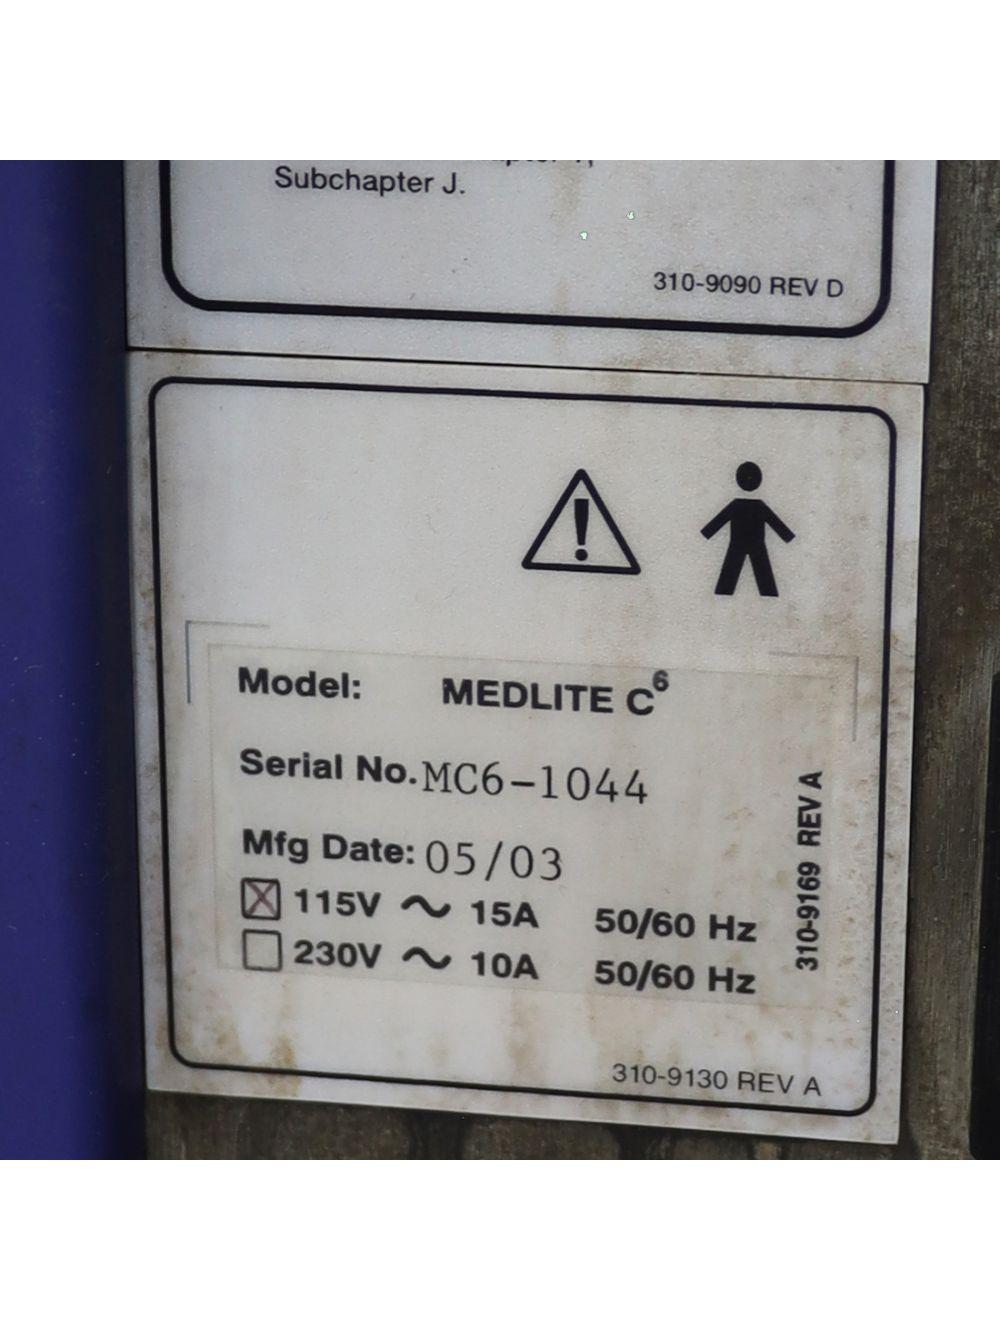 Subchapter J.
310-9090 REV D
Model: MEDLITE C⁶
Serial No. MC6-1044
Mfg Date: 05/03
☒ 115V ~ 15A 50/60 Hz
☐ 230V ~ 10A 50/60 Hz
310-9169 REV A
310-9130 REV A